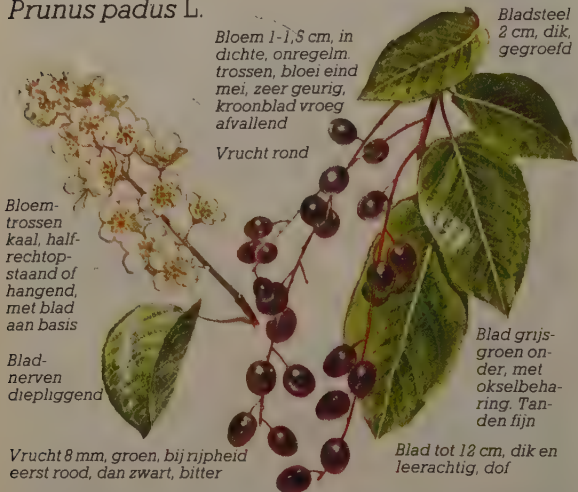 Prunus padus L.
Bloem 1-1,5 cm, in
dichte, onregelm.
trossen, bloei eind
mei, zeer geurig,
kroonblad vroeg
afvallend
Vrucht rond
Bladsteel
2 cm, dik,
gegroefd
Bloem-
trossen
kaal, half-
rechtop-
staand of
hangend,
met blad
aan basis
Blad-
nerven
diepliggend
Blad grijs-
groen on-
der, met
okselbeha-
ring. Tan-
den fijn
Vrucht 8 mm, groen, bij rijpheid
eerst rood, dan zwart, bitter
Blad tot 12 cm, dik en
leerachtig, dof